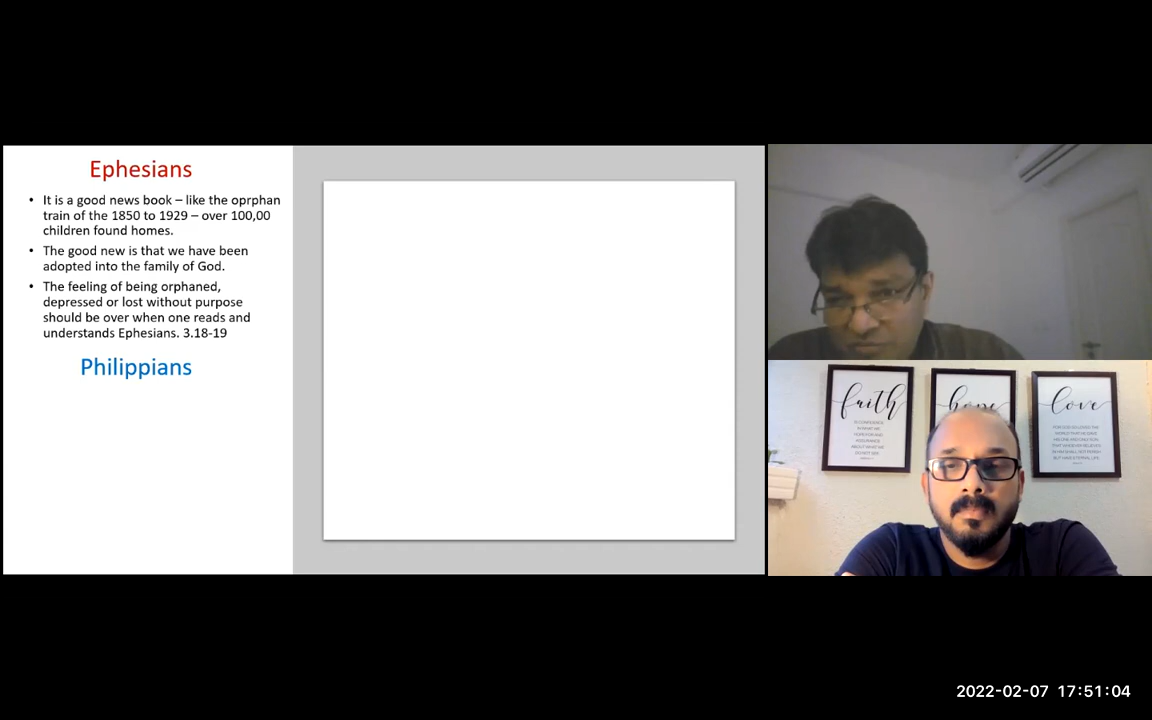 Ephesians
• It is a good news book – like the oprphan
train of the 1850 to 1929 – over 100,00
children found homes.
• The good new is that we have been
adopted into the family of God.
• The feeling of being orphaned,
depressed or lost without purpose
should be over when one reads and
understands Ephesians. 3.18-19
Philippians
faith
hope
love
2022-02-07 17:51:04